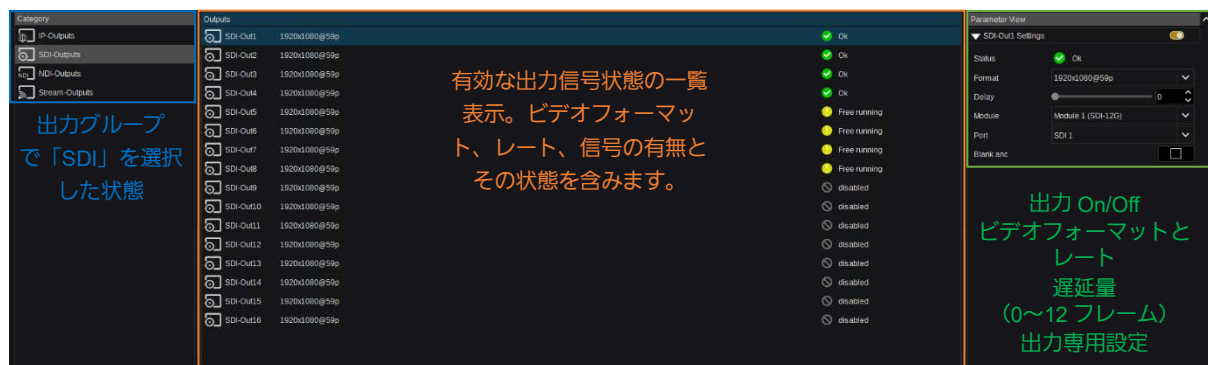 Category
IP-Outputs
SDI-Outputs
NDI-Outputs
Stream-Outputs
出力グループ
で「SDI」を選択
した状態
Outputs
SDI-Out1 1920x1080@59p Ok
SDI-Out2 1920x1080@59p Ok
SDI-Out3 1920x1080@59p Ok
SDI-Out4 1920x1080@59p Ok
SDI-Out5 1920x1080@59p Free running
SDI-Out6 1920x1080@59p Free running
SDI-Out7 1920x1080@59p Free running
SDI-Out8 1920x1080@59p Free running
SDI-Out9 1920x1080@59p disabled
SDI-Out10 1920x1080@59p disabled
SDI-Out11 1920x1080@59p disabled
SDI-Out12 1920x1080@59p disabled
SDI-Out13 1920x1080@59p disabled
SDI-Out14 1920x1080@59p disabled
SDI-Out15 1920x1080@59p disabled
SDI-Out16 1920x1080@59p disabled
有効な出力信号状態の一覧
表示。ビデオフォーマッ
ト、レート、信号の有無と
その状態を含みます。
Parameter View
SDI-Out1 Settings
Status Ok
Format 1920x1080@59p
Delay 0
Module Module 1 (SDI-12G)
Port SDI 1
Blank anc
出力 On/Off
ビデオフォーマットと
レート
遅延量
（0～12 フレーム）
出力専用設定